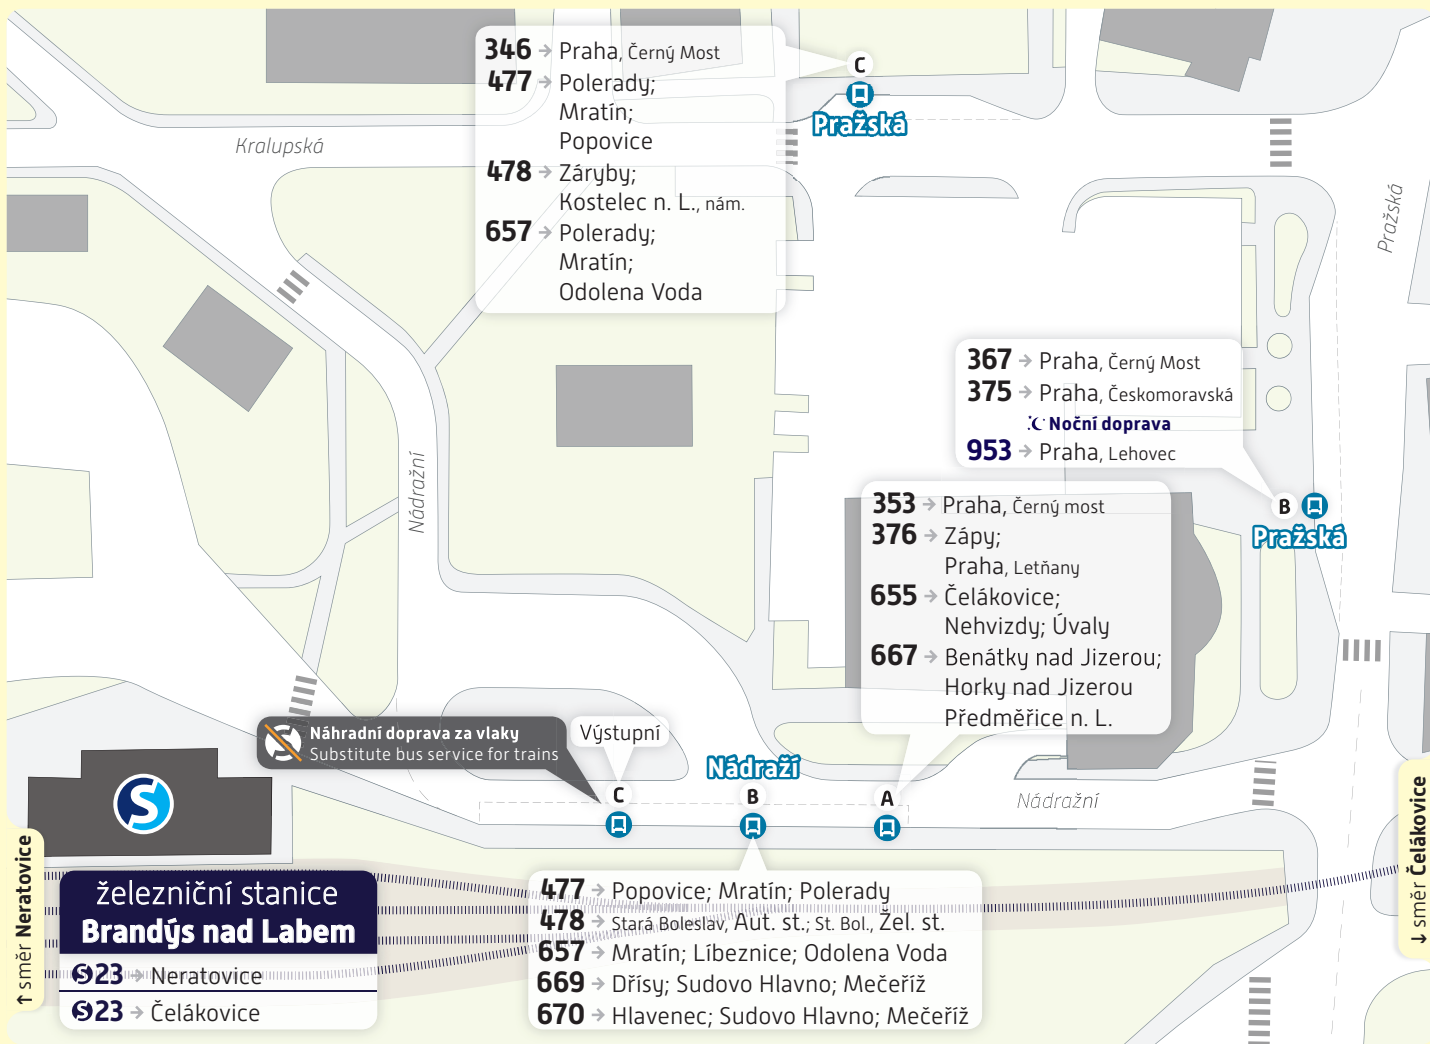 346 → Praha, Černý Most
477 → Polerady;
Mratín;
Popovice
478 → Záryby;
Kostelec n. L., nám.
657 → Polerady;
Mratín;
Odolena Voda
C
Pražská
Kralupská
Pražská
367 → Praha, Černý Most
375 → Praha, Českomoravská
Noční doprava
953 → Praha, Lehovec
B
Pražská
Nádražní
353 → Praha, Černý most
376 → Zápy;
Praha, Letňany
655 → Čelákovice;
Nehvizdy; Úvaly
667 → Benátky nad Jizerou;
Horky nad Jizerou
Předměřice n. L.
Náhradní doprava za vlaky
Substitute bus service for trains
Výstupní
Nádraží
C
B
A
Nádražní
S
↑ směr Neratovice
↓ směr Čelákovice
železniční stanice
Brandýs nad Labem
S23 → Neratovice
S23 → Čelákovice
477 → Popovice; Mratín; Polerady
478 → Stará Boleslav, Aut. st.; St. Bol., Žel. st.
657 → Mratín; Líbeznice; Odolena Voda
669 → Dřísy; Sudovo Hlavno; Mečeříž
670 → Hlavenec; Sudovo Hlavno; Mečeříž